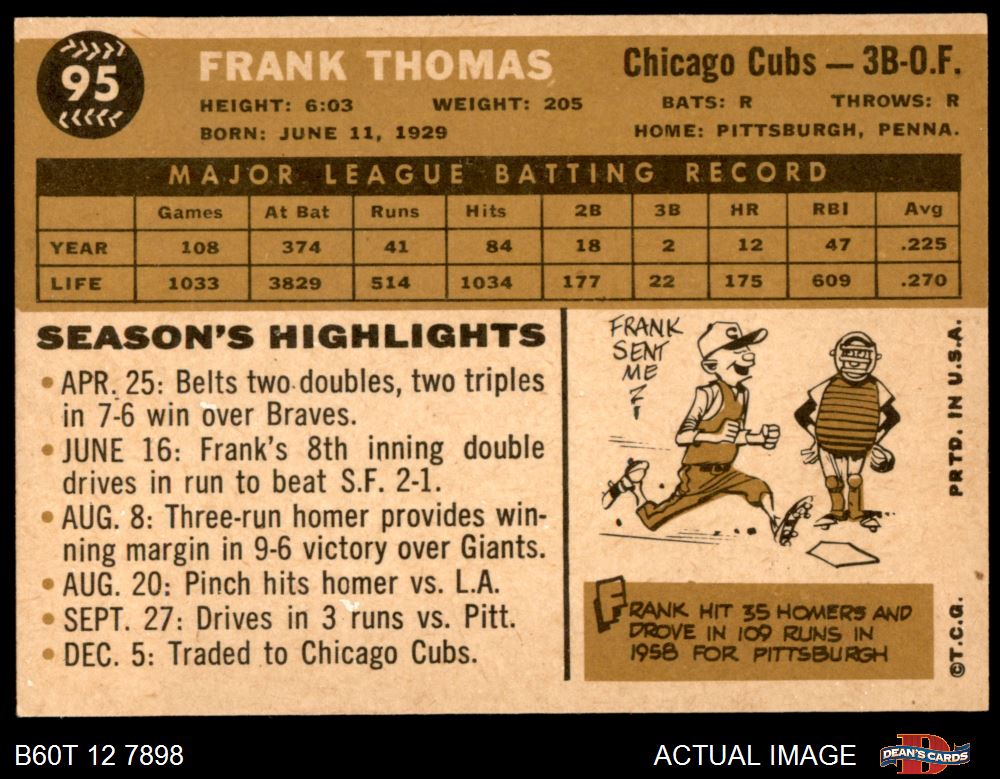 95
FRANK THOMAS
Chicago Cubs — 3B-O.F.
HEIGHT: 6:03 WEIGHT: 205 BATS: R THROWS: R
BORN: JUNE 11, 1929 HOME: PITTSBURGH, PENNA.
MAJOR LEAGUE BATTING RECORD
Games At Bat Runs Hits 2B 3B HR RBI Avg
YEAR 108 374 41 84 18 2 12 47 .225
LIFE 1033 3829 514 1034 177 22 175 609 .270
SEASON'S HIGHLIGHTS
• APR. 25: Belts two doubles, two triples
in 7-6 win over Braves.
• JUNE 16: Frank's 8th inning double
drives in run to beat S.F. 2-1.
• AUG. 8: Three-run homer provides win-
ning margin in 9-6 victory over Giants.
• AUG. 20: Pinch hits homer vs. L.A.
• SEPT. 27: Drives in 3 runs vs. Pitt.
• DEC. 5: Traded to Chicago Cubs.
FRANK
SENT
ME
C
FRANK HIT 35 HOMERS AND
DROVE IN 109 RUNS IN
1958 FOR PITTSBURGH
©T.C.G. PRTD. IN U.S.A.
B60T 12 7898
ACTUAL IMAGE
D
DEAN'S CARDS